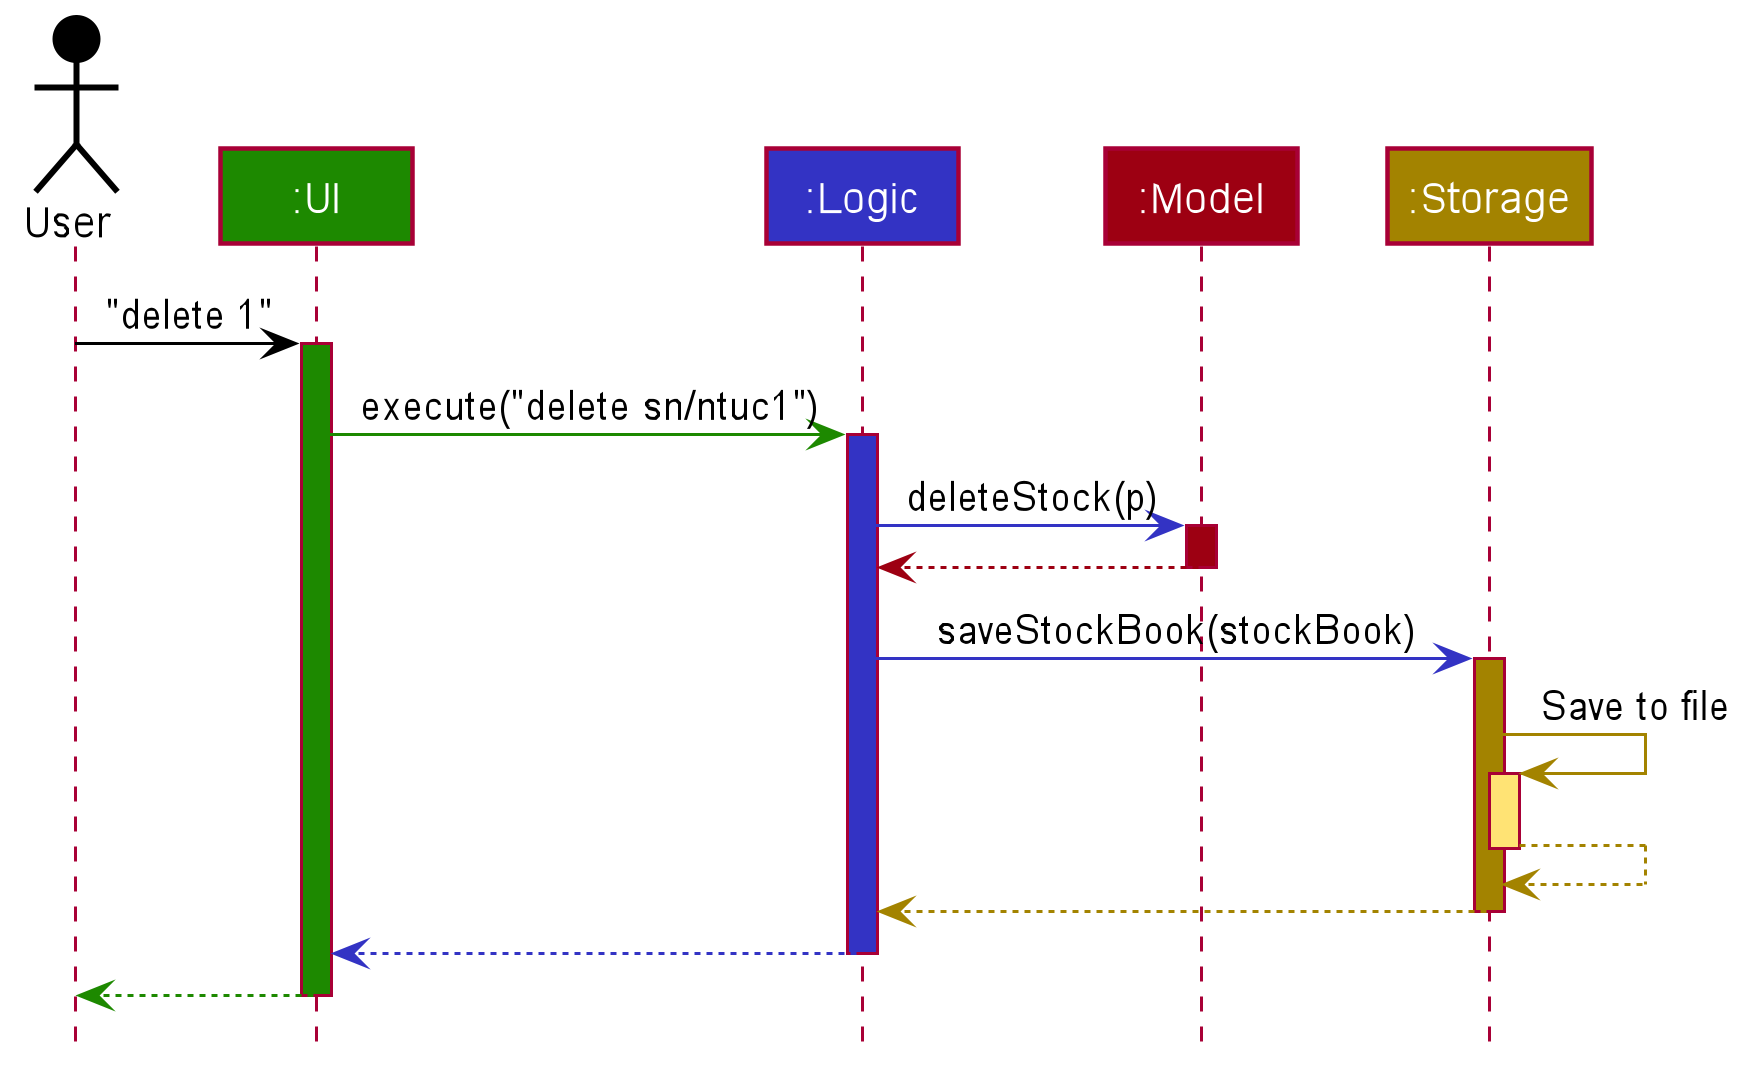 User
:UI
:Logic
:Model
:Storage
"delete 1"
execute("delete sn/ntuc1")
deleteStock(p)
saveStockBook(stockBook)
Save to file